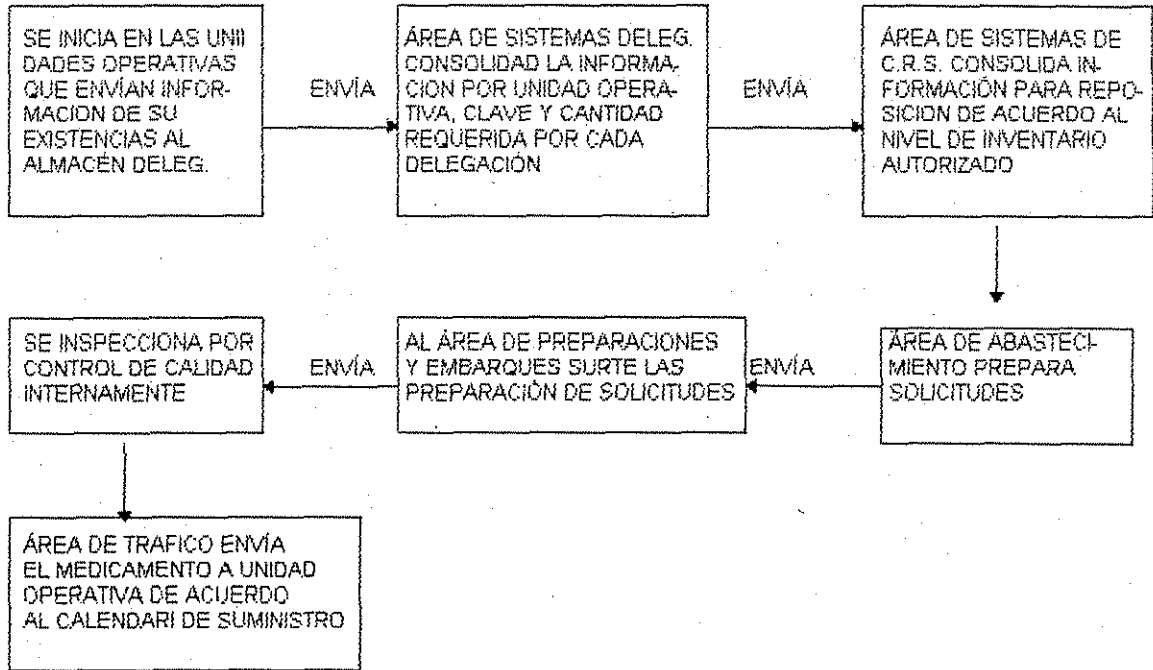 SE INICIA EN LAS UNII
DADES OPERATIVAS
QUE ENVÍAN INFOR-
MACION DE SU
EXISTENCIAS AL
ALMACÉN DELEG.
ENVÍA
ÁREA DE SISTEMAS DELEG.
CONSOLIDAD LA INFORMA-
CION POR UNIDAD OPERA-
TIVA, CLAVE Y CANTIDAD
REQUERIDA POR CADA
DELEGACIÓN
ENVÍA
ÁREA DE SISTEMAS DE
C.R.S. CONSOLIDA IN-
FORMACIÓN PARA REPO-
SICION DE ACUERDO AL
NIVEL DE INVENTARIO
AUTORIZADO
ÁREA DE ABASTECI-
MIENTO PREPARA
SOLICITUDES
ENVÍA
AL ÁREA DE PREPARACIONES
Y EMBARQUES SURTE LAS
PREPARACIÓN DE SOLICITUDES
ENVÍA
SE INSPECCIONA POR
CONTROL DE CALIDAD
INTERNAMENTE
ÁREA DE TRAFICO ENVÍA
EL MEDICAMENTO A UNIDAD
OPERATIVA DE ACUERDO
AL CALENDARI DE SUMINISTRO